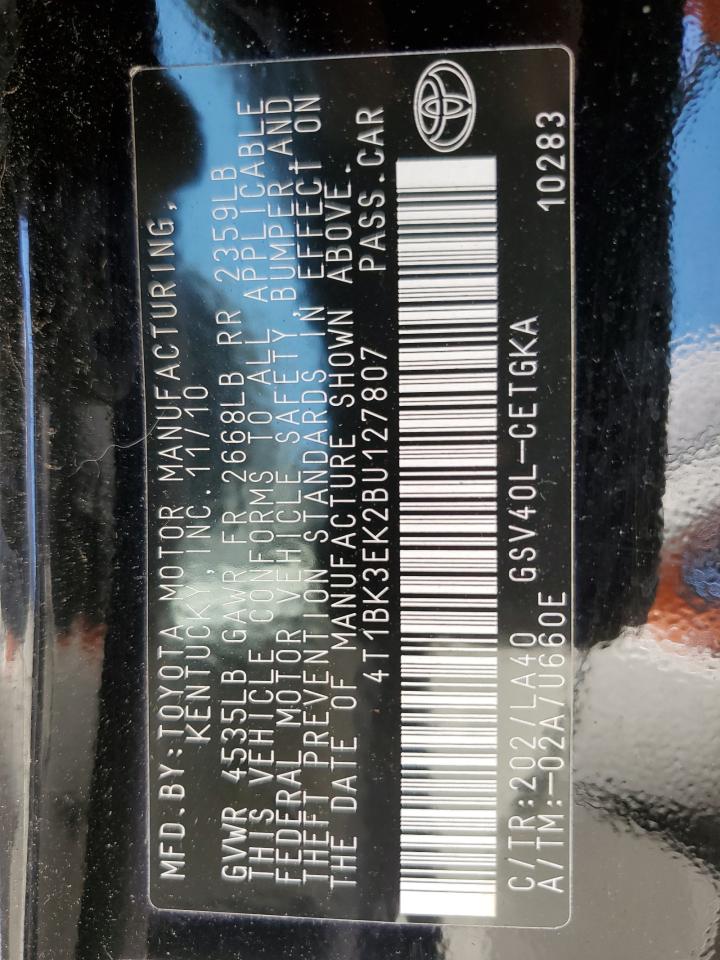 MFD.BY:TOYOTA MOTOR MANUFACTURING,
KENTUCKY, INC. 11/10
GVWR 4535LB GAWR FR 2668LB RR 2359LB
THIS VEHICLE CONFORMS TO ALL APPLICABLE
FEDERAL MOTOR VEHICLE SAFETY, BUMPER, AND
THEFT PREVENTION STANDARDS IN EFFECT ON
THE DATE OF MANUFACTURE SHOWN ABOVE.
4T1BK3EK2BU127807 PASS.CAR
C/TR:202/LA40 GSV40L-CETGKA
A/TM:-02A/U660E 10283